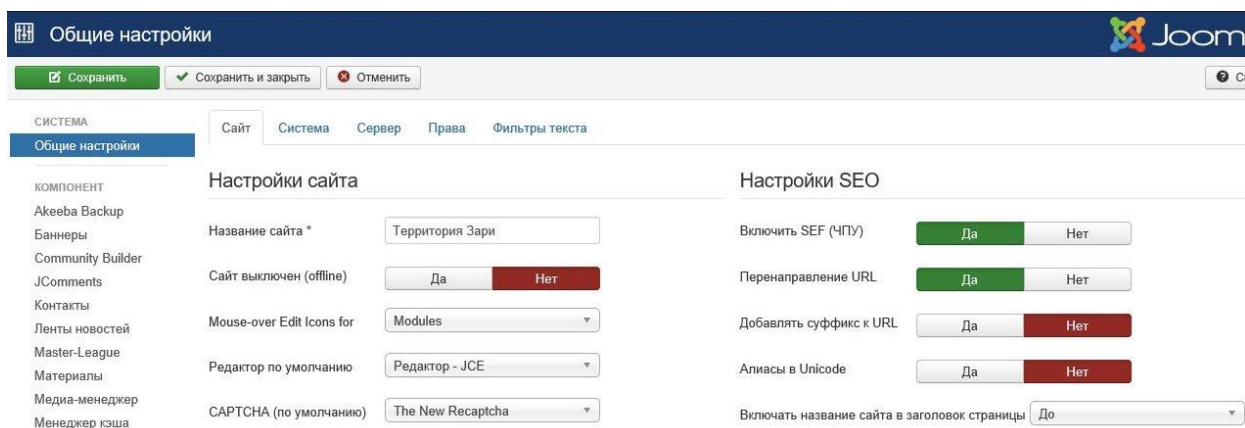 Общие настройки
Joom
Сохранить
Сохранить и закрыть
Отменить
СИСТЕМА
Общие настройки
КОМПОНЕНТ
Akeeba Backup
Баннеры
Community Builder
JComments
Контакты
Ленты новостей
Master-League
Материалы
Медиа-менеджер
Менеджер кэша
Сайт Система Сервер Права Фильтры текста
Настройки сайта
Название сайта * Территория Зари
Сайт выключен (offline) Да Нет
Mouse-over Edit Icons for Modules
Редактор по умолчанию Редактор - JCE
CAPTCHA (по умолчанию) The New Recaptcha
Настройки SEO
Включить SEF (ЧПУ) Да Нет
Перенаправление URL Да Нет
Добавлять суффикс к URL Да Нет
Алиасы в Unicode Да Нет
Включать название сайта в заголовок страницы До